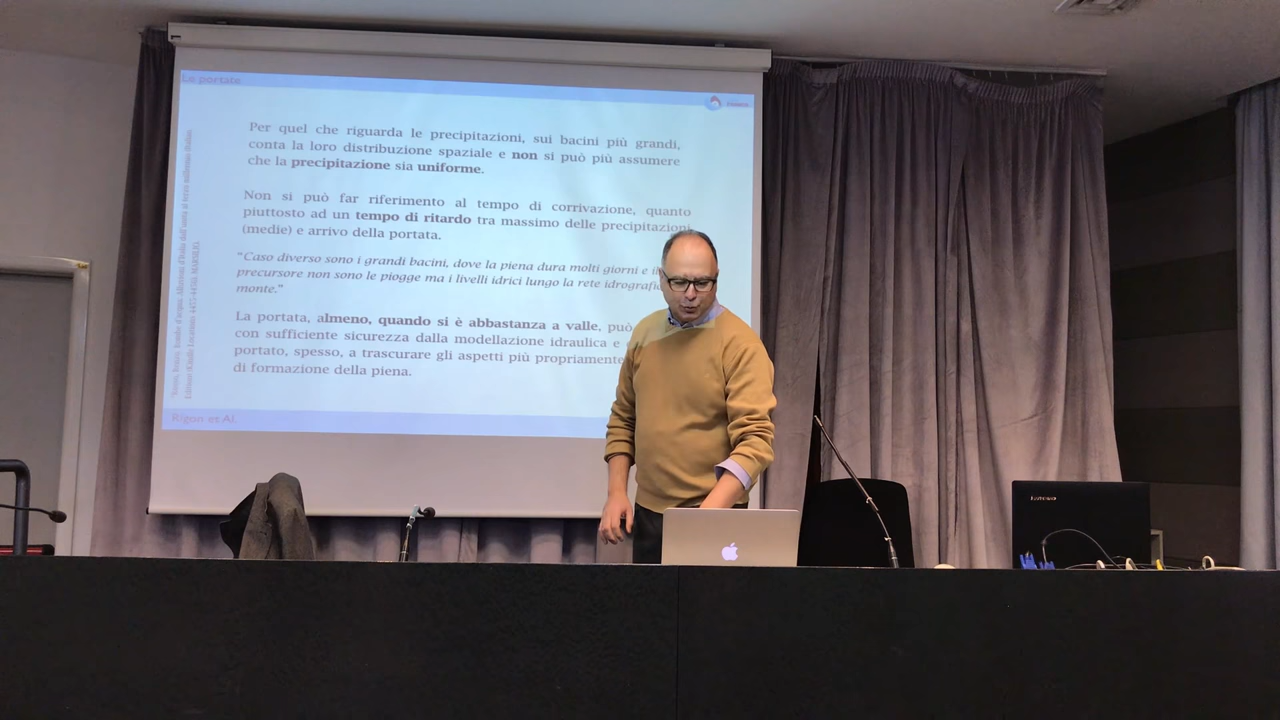 Le portate
Per quel che riguarda le precipitazioni, sui bacini più grandi,
conta la loro distribuzione spaziale e non si può più assumere
che la precipitazione sia uniforme.
Non si può far riferimento al tempo di corrivazione, quanto
piuttosto ad un tempo di ritardo tra massimo delle precipitazioni
(medie) e arrivo della portata.
"Caso diverso sono i grandi bacini, dove la piena dura molti giorni e il
precursore non sono le piogge ma i livelli idrici lungo la rete
monte."
La portata, almeno, quando si è abbastanza a valle, può
con sufficiente sicurezza dalla modellazione idraulica e
portato, spesso, a trascurare gli aspetti più propriamente
di formazione della piena.
Rigon et Al.
Lenovo